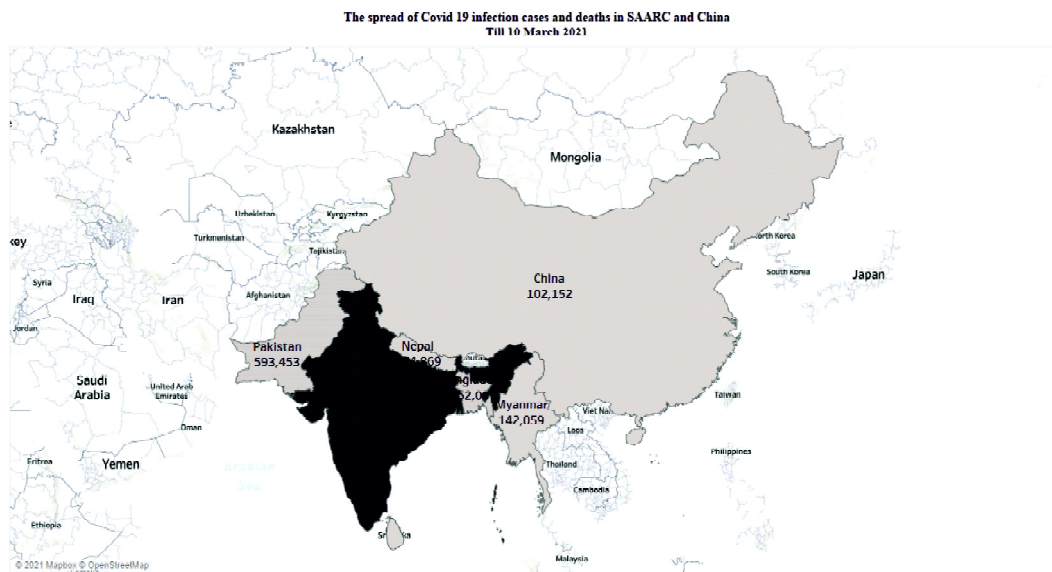 The spread of Covid 19 infection cases and deaths in SAARC and China
Till 10 March 2021
Kazakhstan
Mongolia
Uzbekistan
Kyrgyzstan
Turkmenistan
Tajikistan
North Korea
South Korea
Japan
Syria
Iraq
Iran
Afghanistan
China
102,152
Jordan
Pakistan
593,453
Nepal
Saudi
Arabia
United Arab
Emirates
Oman
Myanmar
142,059
Taiwan
Viet Na
Laos
Eritrea
Yemen
Arabian
Sea
Thailand
Philippines
Cambodia
Ethiopia
Malaysia
© 2021 Mapbox © OpenStreetMap